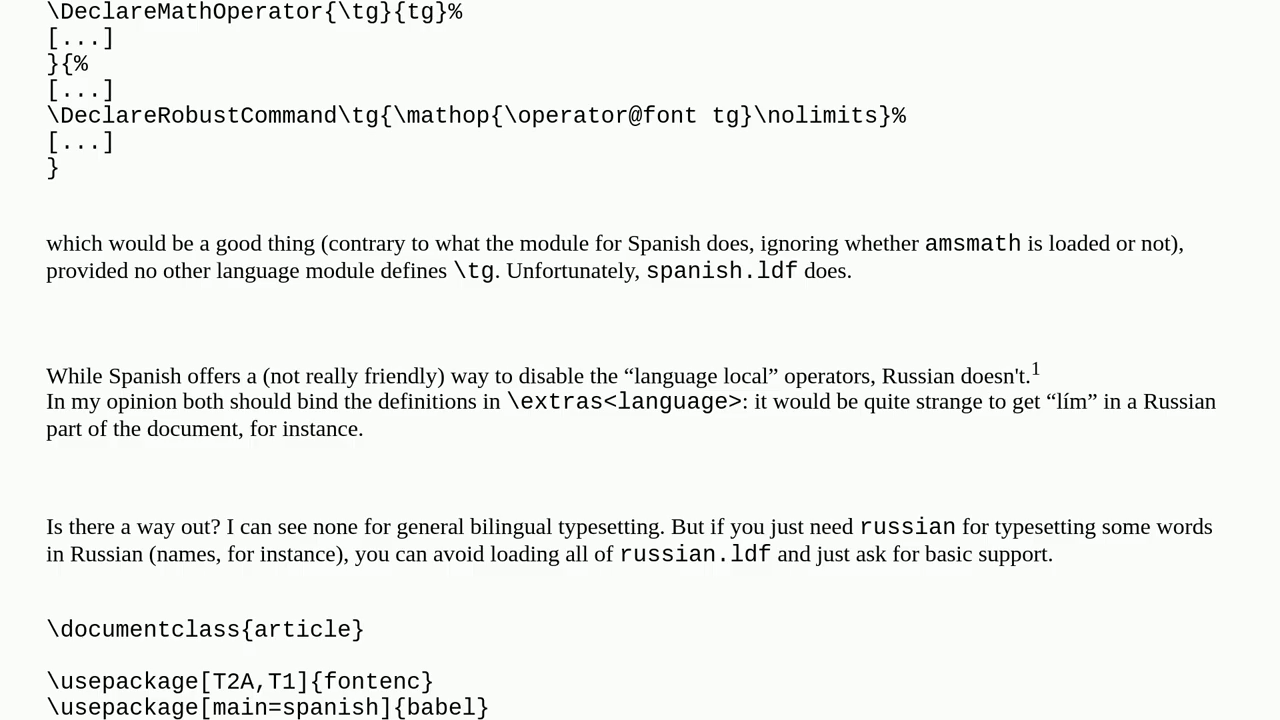 \DeclareMathOperator{\tg}{tg}%
[...]
}{%
[...]
\DeclareRobustCommand\tg{\mathop{\operator@font tg}\nolimits}%
[...]
}
which would be a good thing (contrary to what the module for Spanish does, ignoring whether amsmath is loaded or not),
provided no other language module defines \tg. Unfortunately, spanish.ldf does.
While Spanish offers a (not really friendly) way to disable the “language local” operators, Russian doesn't.1
In my opinion both should bind the definitions in \extras<language>: it would be quite strange to get “lím” in a Russian
part of the document, for instance.
Is there a way out? I can see none for general bilingual typesetting. But if you just need russian for typesetting some words
in Russian (names, for instance), you can avoid loading all of russian.ldf and just ask for basic support.
\documentclass{article}
\usepackage[T2A,T1]{fontenc}
\usepackage[main=spanish]{babel}